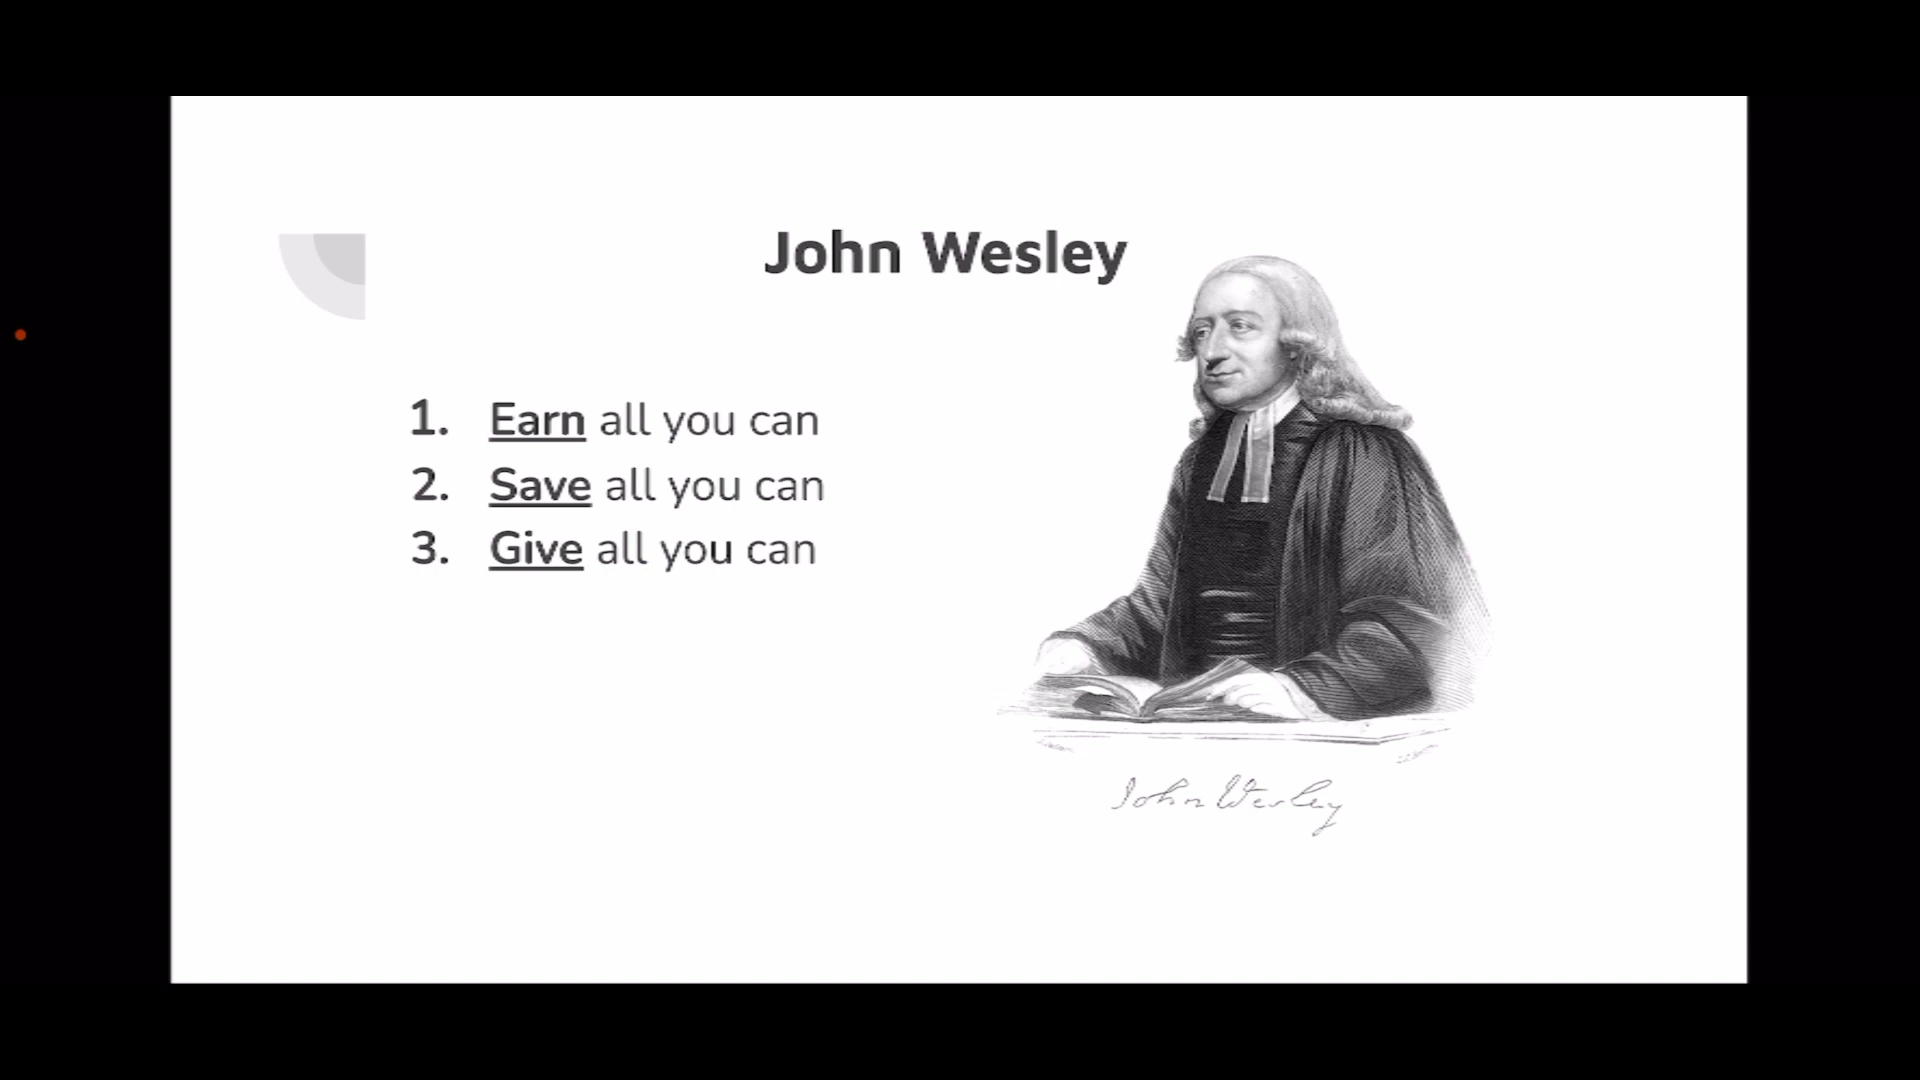 John Wesley
1. Earn all you can
2. Save all you can
3. Give all you can
John Wesley